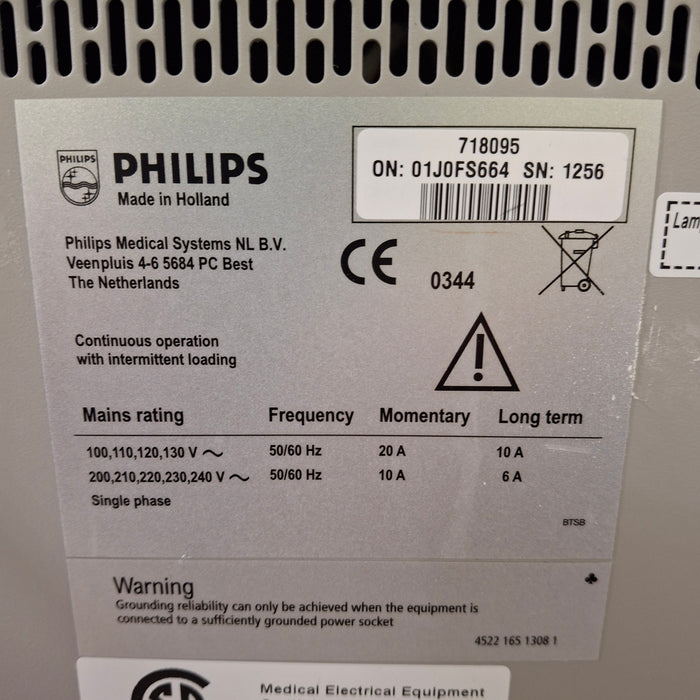 PHILIPS
PHILIPS
Made in Holland
718095
ON: 01J0FS664 SN: 1256
Philips Medical Systems NL B.V.
Veenpluis 4-6 5684 PC Best
The Netherlands
CE 0344
Continuous operation
with intermittent loading
!
Mains rating Frequency Momentary Long term
100,110,120,130 V ~ 50/60 Hz 20 A 10 A
200,210,220,230,240 V ~ 50/60 Hz 10 A 6 A
Single phase
BTSB
Warning
Grounding reliability can only be achieved when the equipment is
connected to a sufficiently grounded power socket
4522 165 1308 1
Medical Electrical Equipment